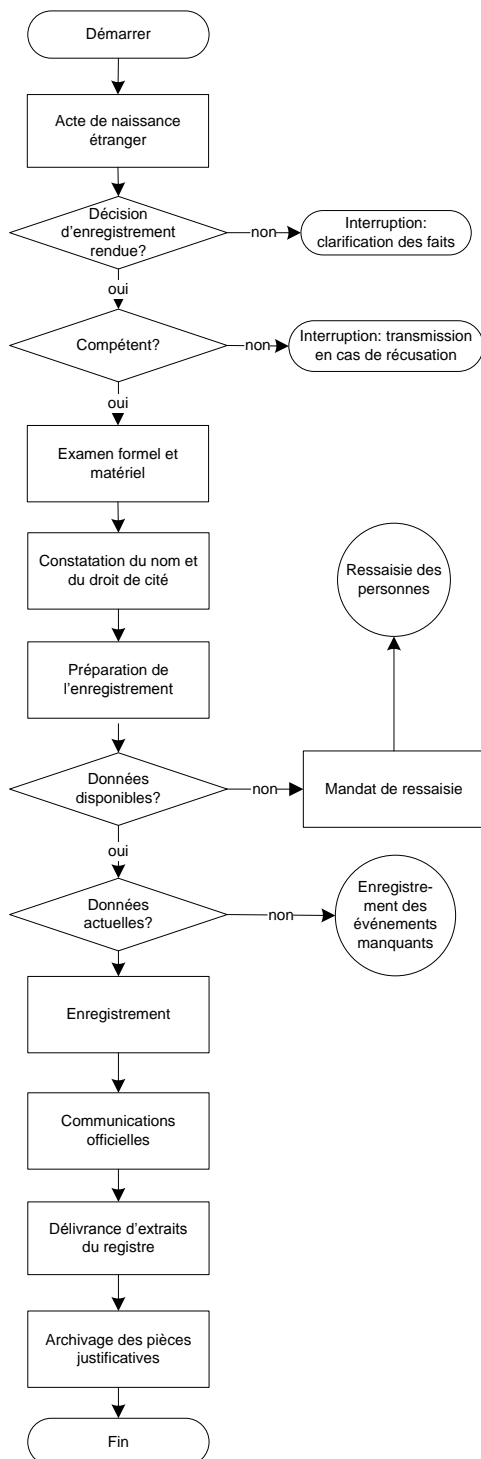 Démarrer
Acte de naissance
étranger
Décision
d'enregistrement
rendue?
non
Interruption:
clarification des faits
oui
Compétent?
non
Interruption: transmission
en cas de récusation
oui
Examen formel et
matériel
Constatation du nom et
du droit de cité
Ressaisie des
personnes
Préparation de
l'enregistrement
Données
disponibles?
non
Mandat de ressaisie
oui
Données
actuelles?
non
Enregistre-
ment des
événements
manquants
Enregistrement
Communications
officielles
Délivrance d'extraits
du registre
Archivage des pièces
justificatives
Fin